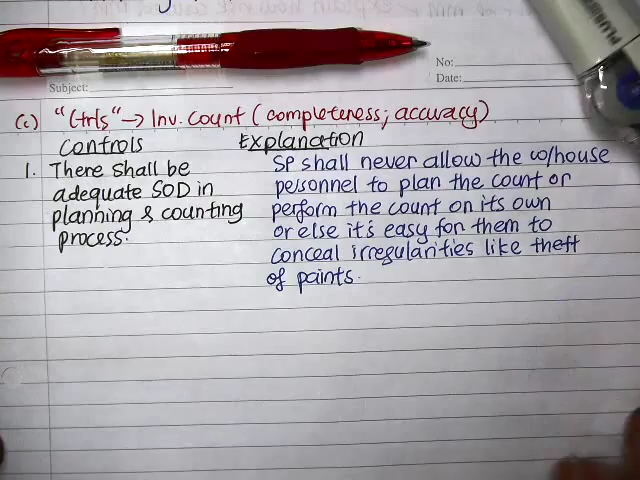 No:
Date:
Subject:
(c) "Ctrls" → Inv. count (completeness; accuracy)
Controls Explanation
1. There shall be adequate SOD in planning & counting process.
SP shall never allow the w/house
personnel to plan the count or
perform the count on its own
or else it's easy for them to
conceal irregularities like theft
of paints.